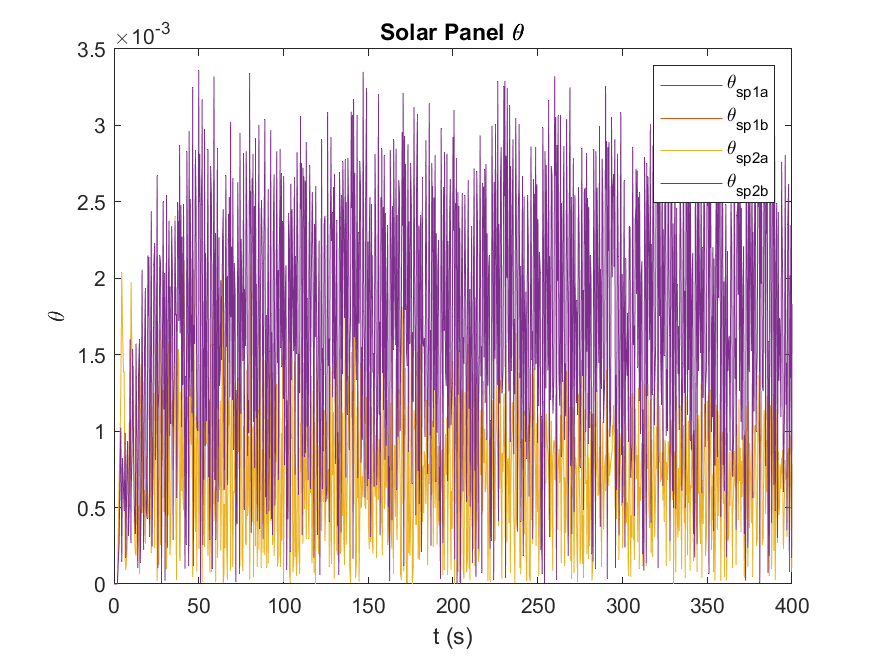 Solar Panel θ
×10⁻³
3.5
3
2.5
2
1.5
1
0.5
0
θ
0 50 100 150 200 250 300 350 400
t (s)
θsp1a
θsp1b
θsp2a
θsp2b